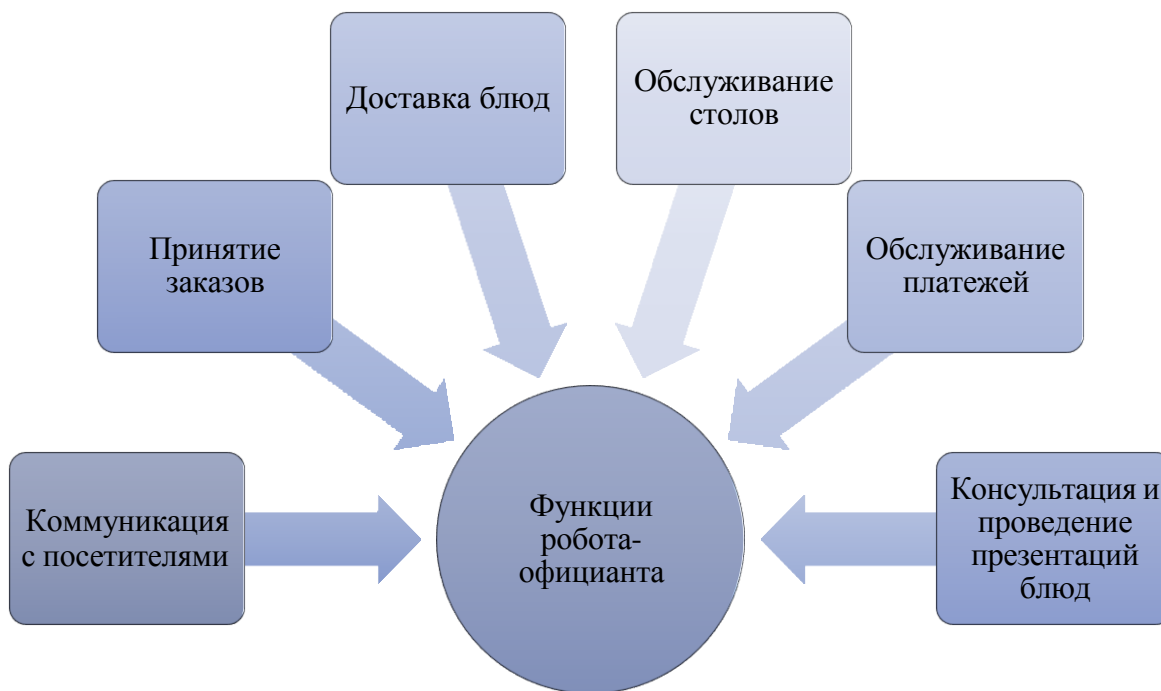 Доставка блюд
Обслуживание
столов
Принятие
заказов
Обслуживание
платежей
Коммуникация
с посетителями
Функции
робота-
официанта
Консультация и
проведение
презентаций
блюд